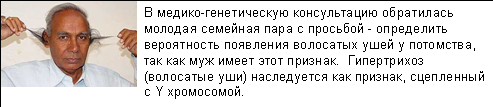 В медико-генетическую консультацию обратилась
молодая семейная пара с просьбой - определить
вероятность появления волосатых ушей у потомства,
так как муж имеет этот признак.  Гипертрихоз
(волосатые уши) наследуется как признак, сцепленный
с Y хромосомой.